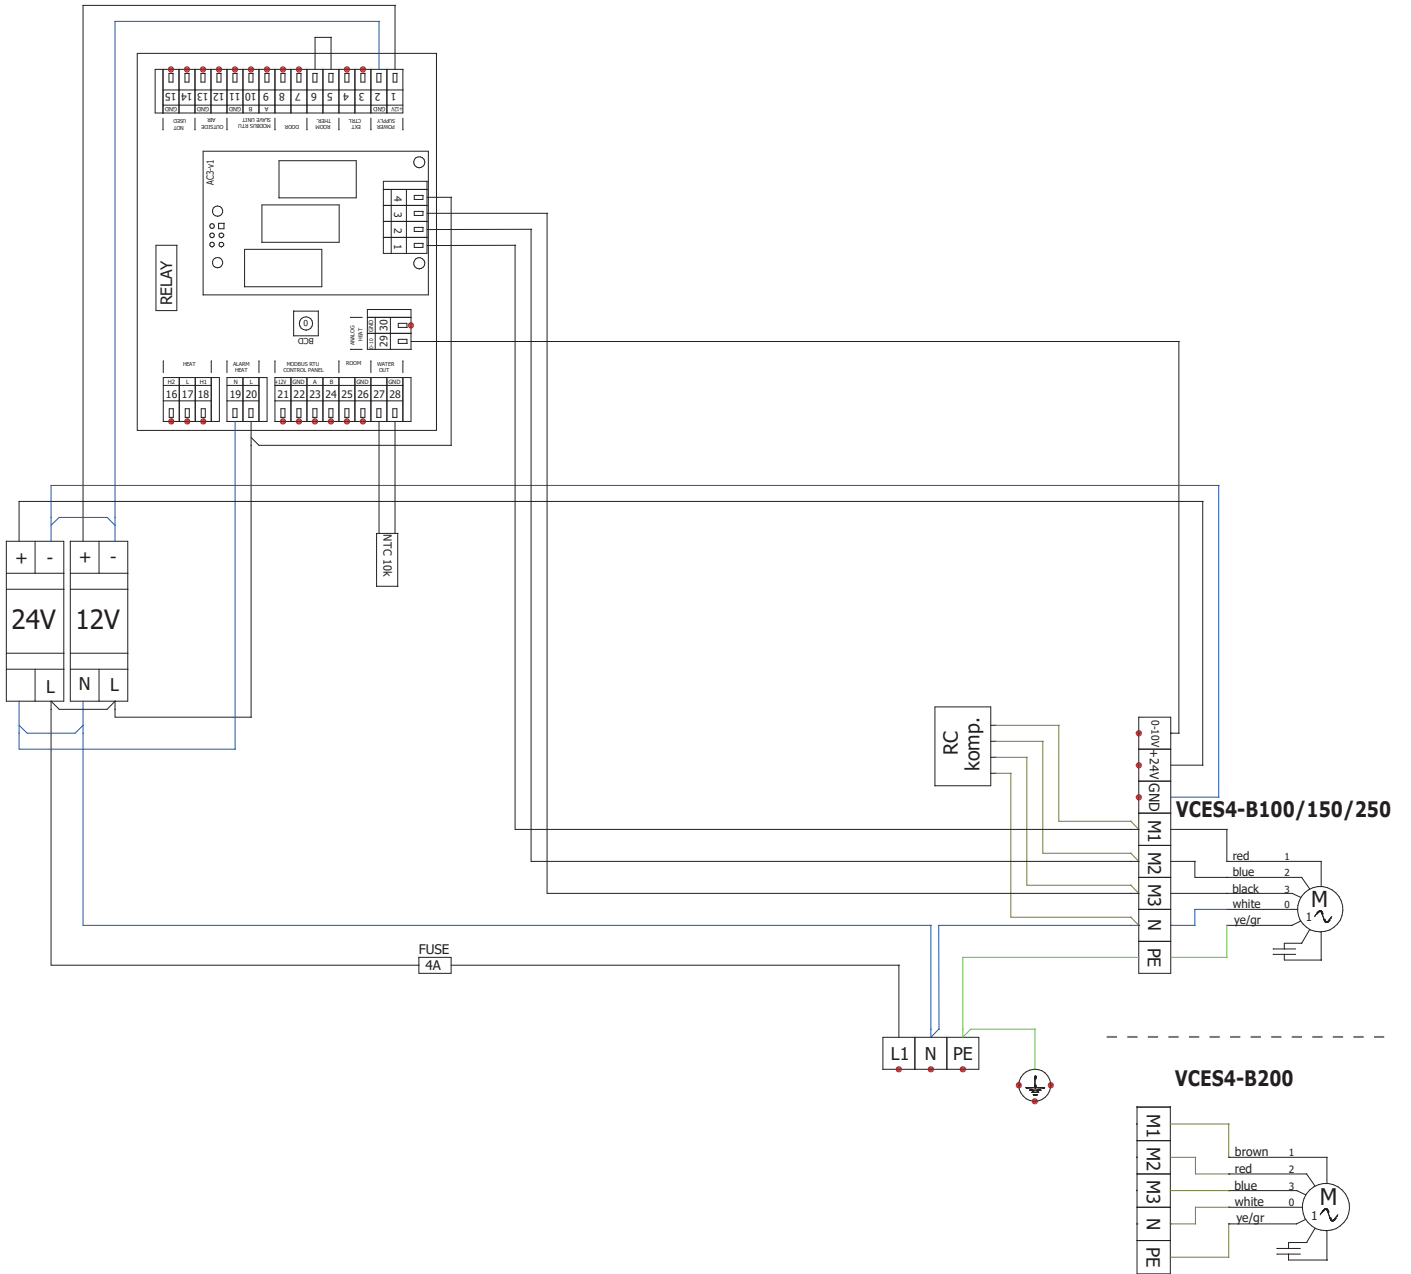 15 14 13 12 11 10 9 8 7 6 5 4 3 2 1
GND GND GND B A GND +12V
NOT USED
OUTSIDE AIR
MODBUS RTU SLAVE UNIT
DOOR
ROOM THER.
EXT CTRL
POWER SUPPLY
AC3-v1
4
3
2
1
RELAY
0
BCD
ANALOG HEAT
GND 30
0-10 29
HEAT
ALARM HEAT
MODBUS RTU CONTROL PANEL
ROOM
WATER OUT
H2 L H1 N L +12V GND A B GND GND
16 17 18 19 20 21 22 23 24 25 26 27 28
NTC 10k
+ - + -
24V 12V
L N L
RC komp.
0-10V
+24V
GND
VCES4-B100/150/250
M1
M2
M3
N
PE
red 1
blue 2
black 3
white 0
ye/gr
M
1
FUSE
4A
L1 N PE
VCES4-B200
M1
M2
M3
N
PE
brown 1
red 2
blue 3
white 0
ye/gr
M
1